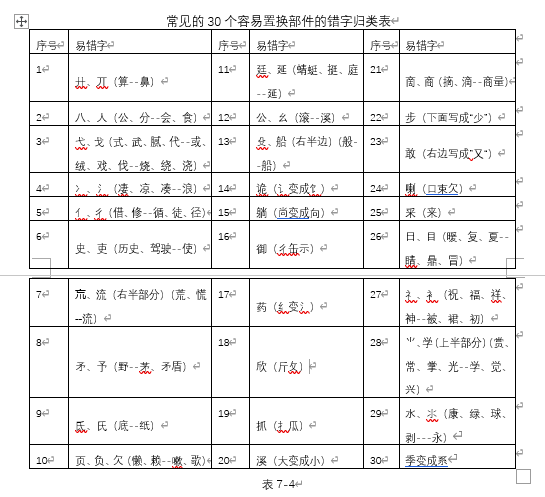 常见的 30 个容易置换部件的错字归类表
序号 易错字 序号 易错字 序号 易错字
1 廾、丌（算--鼻） 11 廷、延（蜻蜓、挺、庭--延） 21 啇、商（摘、滴--商量）
2 八、人（公、分--会、食） 12 公、幺（滚--溪） 22 步（下面写成“少”）
3 弋、戈（式、武、腻、代--或、绒、戏、伐--烧、绕、浇） 13 殳、船（右半边）（般--船） 23 敢（右边写成”又“）
4 冫、氵（凄、凉、凑--浪） 14 诡（讠变成饣） 24 喇（口束欠）
5 亻、彳（借、修--循、徒、径） 15 躺（尚变成向） 25 采（来）
6 史、吏（历史、驾驶--使） 16 御（彳缶示） 26 日、目（暖、复、夏--睛、鼎、冒）
7 㐬、流（右半部分）（荒、慌--流） 17 药（纟变氵） 27 礻、衤（祝、福、祥、神--被、裙、初）
8 矛、予（野--茅、矛盾） 18 欣（斤攵） 28 ⺌、学（上半部分）（赏、常、掌、光--学、觉、兴）
9 氐、氏（底--纸） 19 抓（扌瓜） 29 水、氺（康、绿、球、剥---永）
10 页、负、欠（懒、赖--嗽、歌） 20 溪（大变成小） 30 季变成系
表 7-4